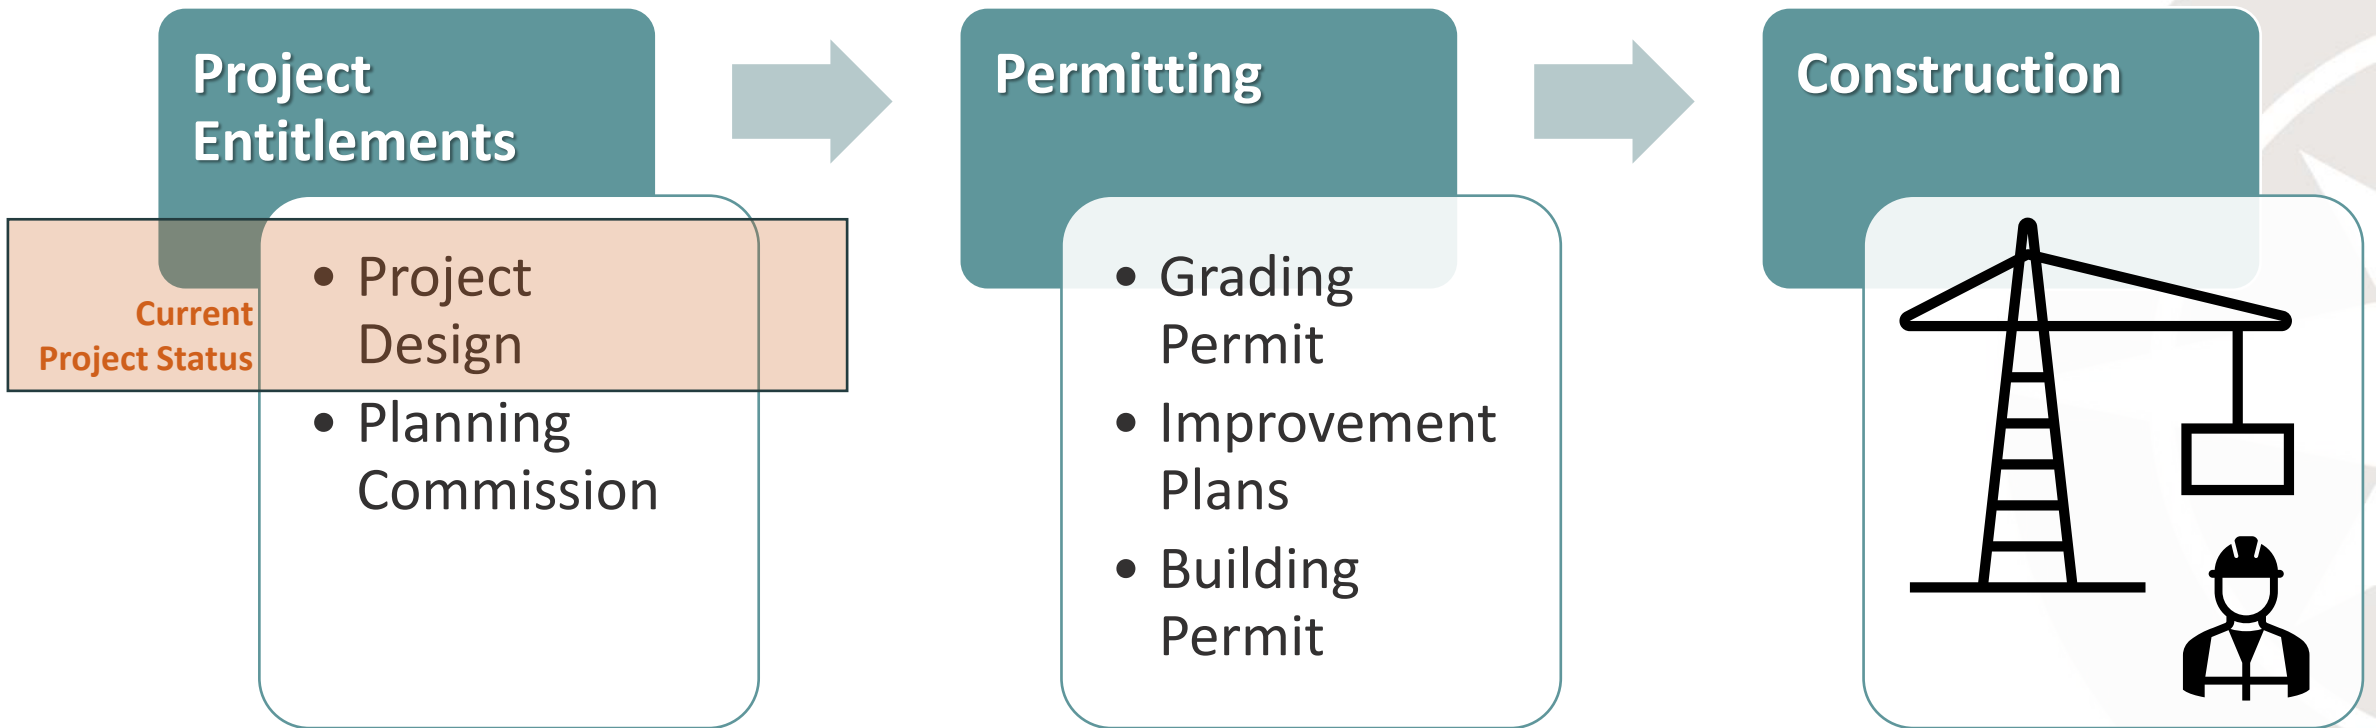 Project
Entitlements
Current
Project Status
• Project
Design
• Planning
Commission
Permitting
• Grading
Permit
• Improvement
Plans
• Building
Permit
Construction